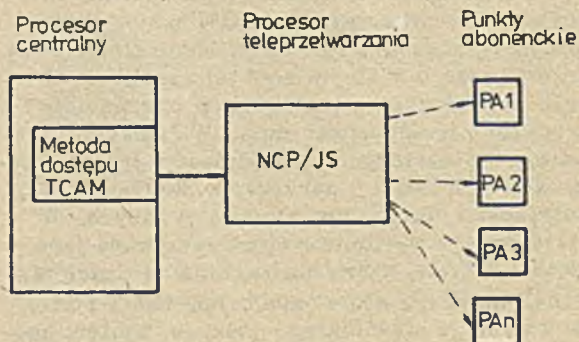 Procesor
centralny
Procesor
teleprzetwarzania
Punkty
abonenckie
Metoda
dostępu
TCAM
NCP/JS
PA1
PA2
PA3
PAn